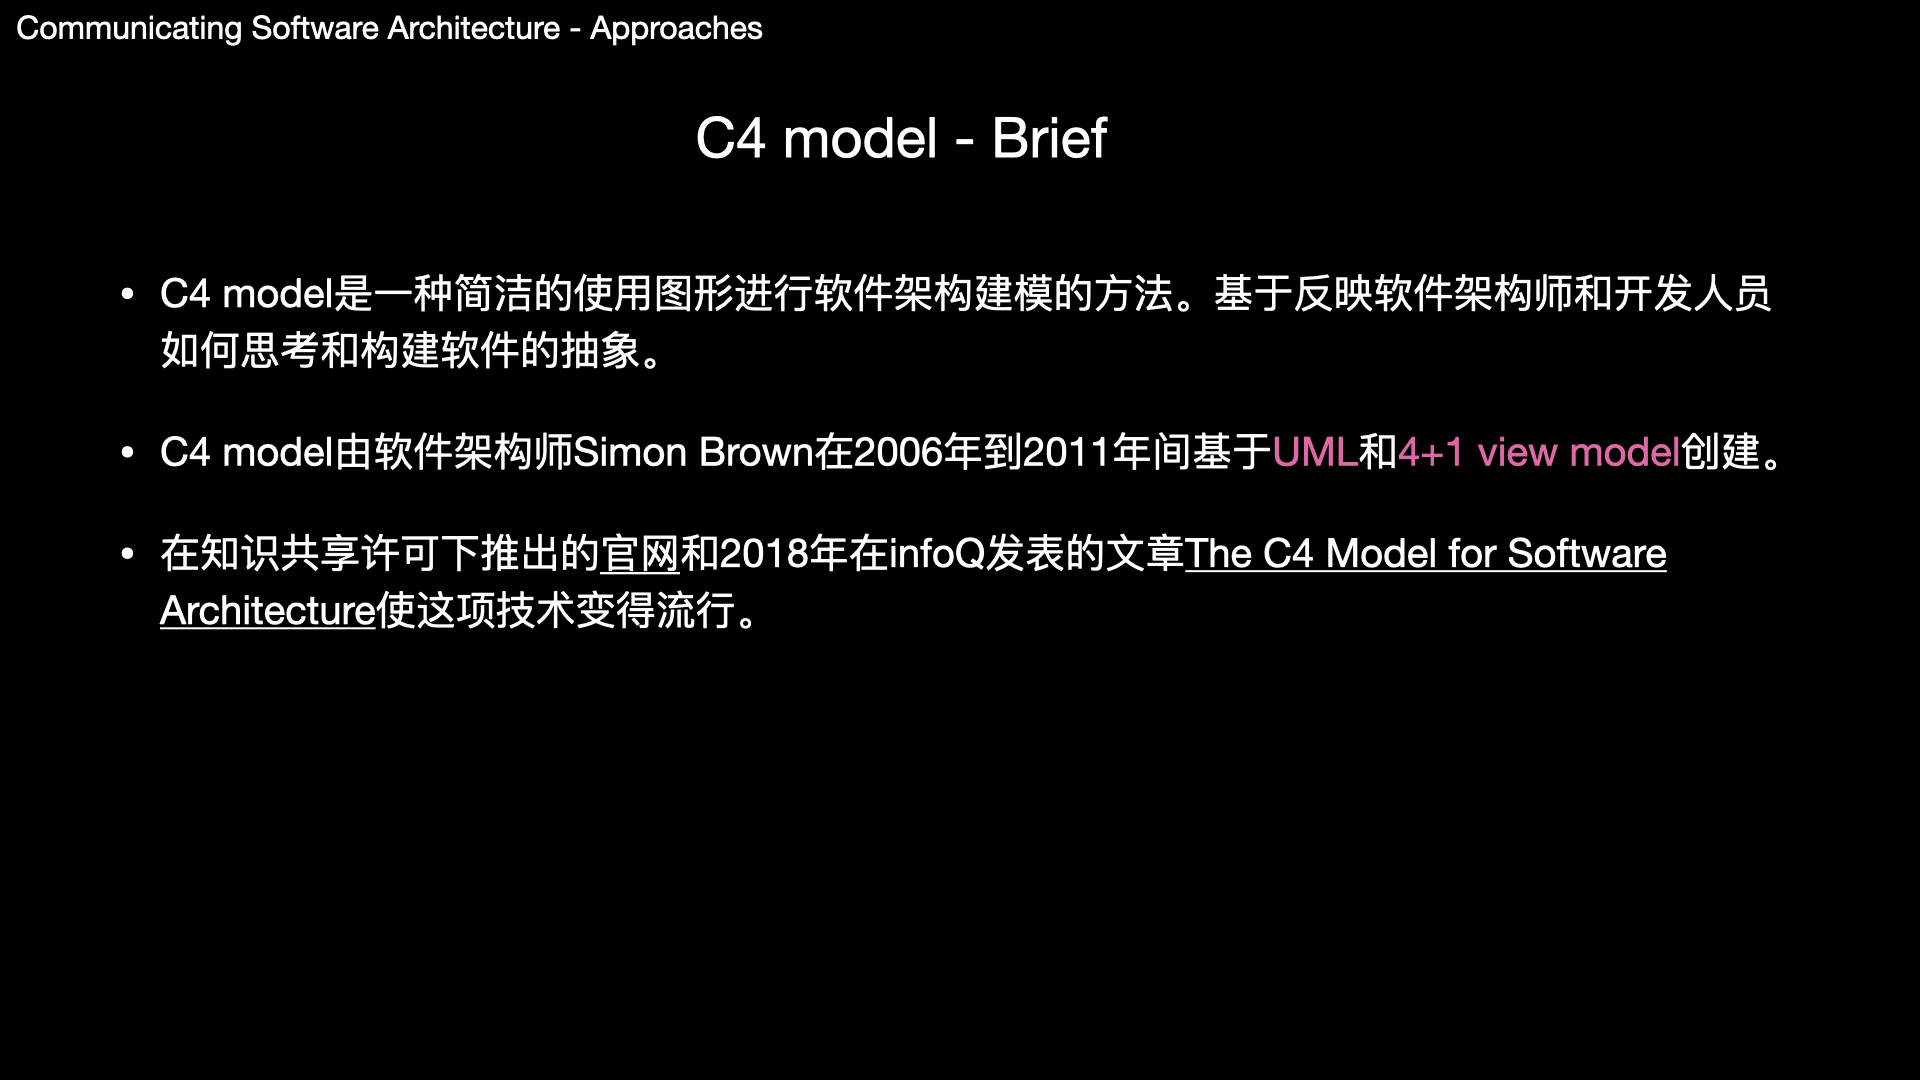 Communicating Software Architecture - Approaches
C4 model - Brief
• C4 model是一种简洁的使用图形进行软件架构建模的方法。基于反映软件架构师和开发人员
如何思考和构建软件的抽象。
• C4 model由软件架构师Simon Brown在2006年到2011年间基于UML和4+1 view model创建。
• 在知识共享许可下推出的官网和2018年在infoQ发表的文章The C4 Model for Software
Architecture使这项技术变得流行。